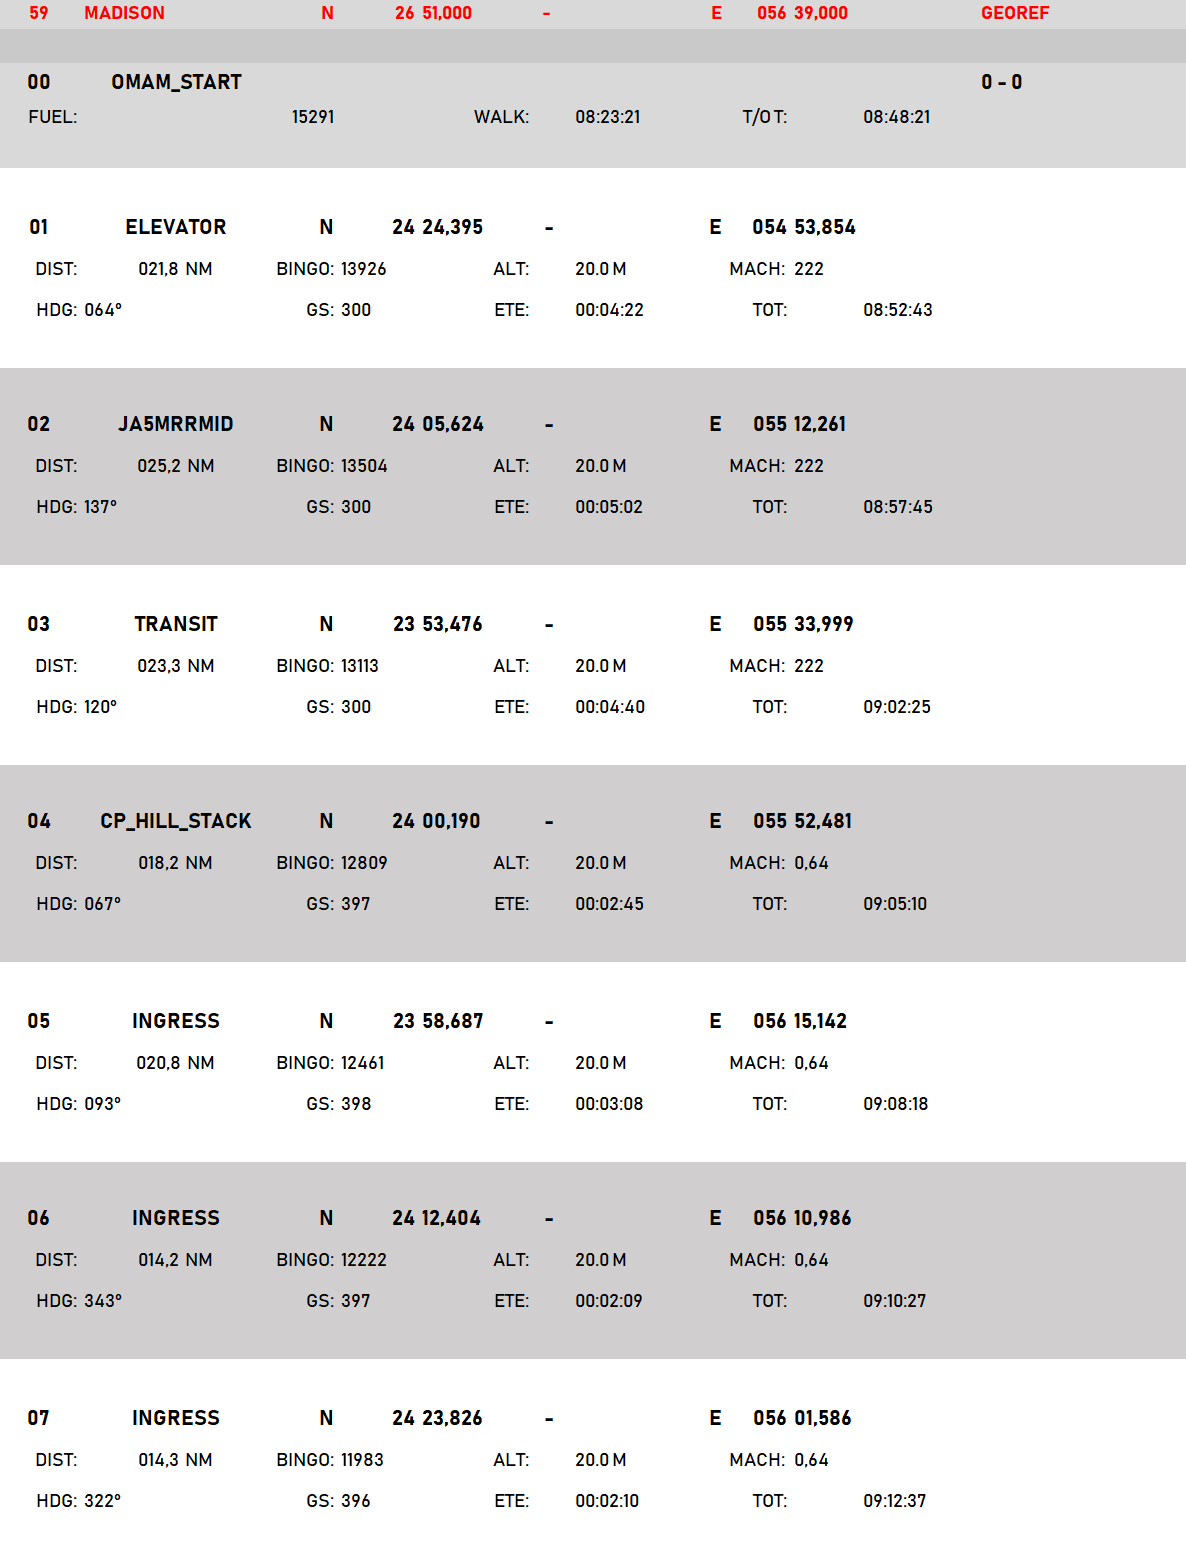 59 MADISON N 26 51,000 - E 056 39,000 GEOREF
00 OMAM_START 0 - 0
FUEL: 15291 WALK: 08:23:21 T/O T: 08:48:21
01 ELEVATOR N 24 24,395 - E 054 53,854
DIST: 021,8 NM BINGO: 13926 ALT: 20.0 M MACH: 222
HDG: 064° GS: 300 ETE: 00:04:22 TOT: 08:52:43
02 JA5MRRMID N 24 05,624 - E 055 12,261
DIST: 025,2 NM BINGO: 13504 ALT: 20.0 M MACH: 222
HDG: 137° GS: 300 ETE: 00:05:02 TOT: 08:57:45
03 TRANSIT N 23 53,476 - E 055 33,999
DIST: 023,3 NM BINGO: 13113 ALT: 20.0 M MACH: 222
HDG: 120° GS: 300 ETE: 00:04:40 TOT: 09:02:25
04 CP_HILL_STACK N 24 00,190 - E 055 52,481
DIST: 018,2 NM BINGO: 12809 ALT: 20.0 M MACH: 0,64
HDG: 067° GS: 397 ETE: 00:02:45 TOT: 09:05:10
05 INGRESS N 23 58,687 - E 056 15,142
DIST: 020,8 NM BINGO: 12461 ALT: 20.0 M MACH: 0,64
HDG: 093° GS: 398 ETE: 00:03:08 TOT: 09:08:18
06 INGRESS N 24 12,404 - E 056 10,986
DIST: 014,2 NM BINGO: 12222 ALT: 20.0 M MACH: 0,64
HDG: 343° GS: 397 ETE: 00:02:09 TOT: 09:10:27
07 INGRESS N 24 23,826 - E 056 01,586
DIST: 014,3 NM BINGO: 11983 ALT: 20.0 M MACH: 0,64
HDG: 322° GS: 396 ETE: 00:02:10 TOT: 09:12:37